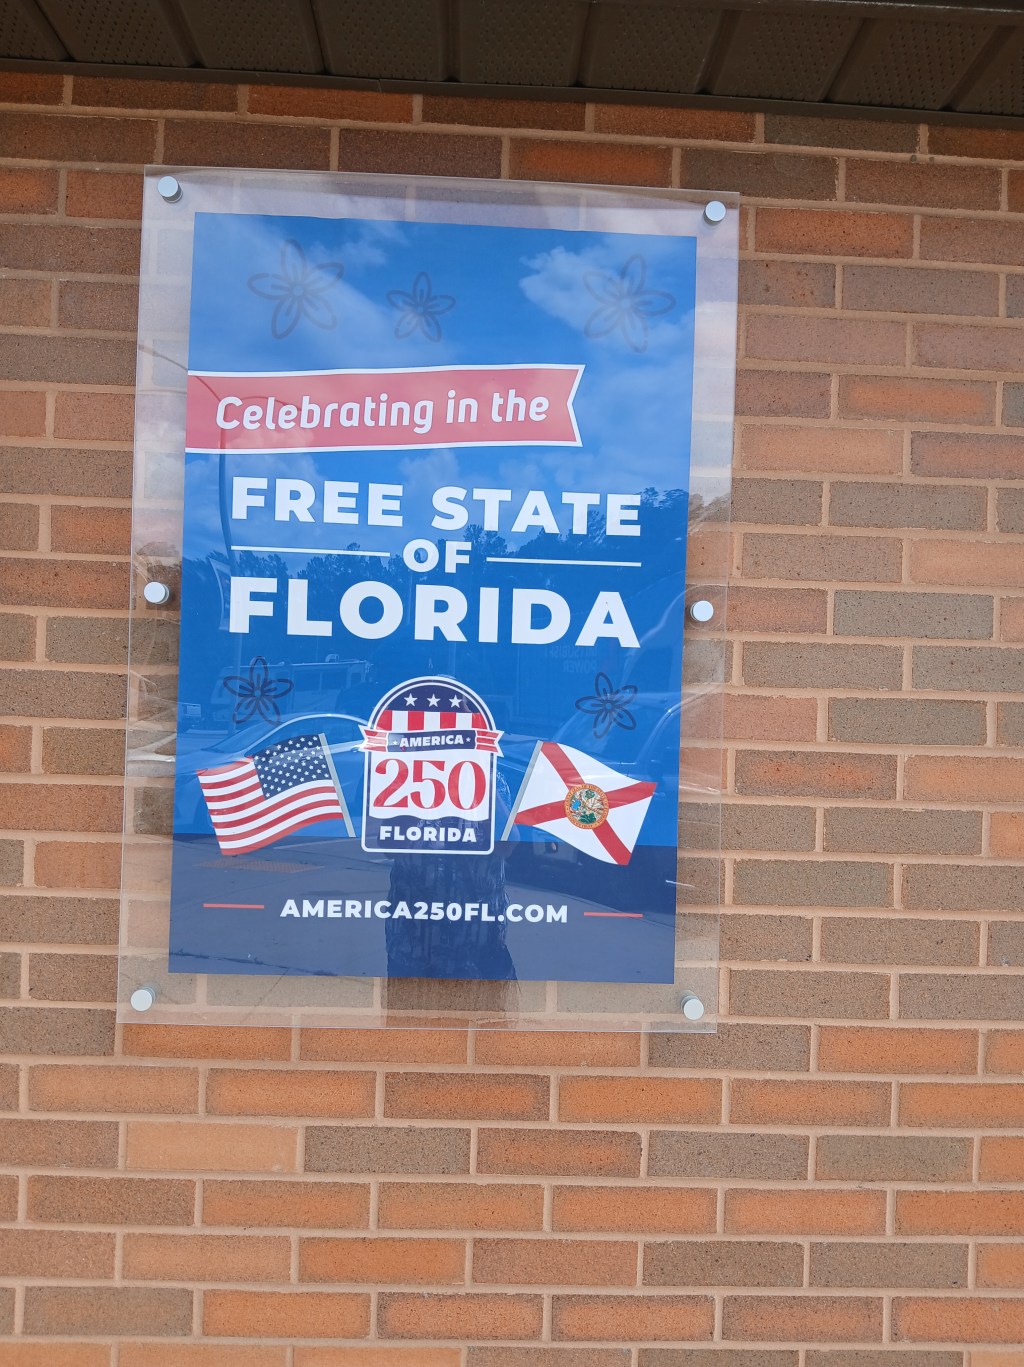 Celebrating in the
FREE STATE
OF
FLORIDA
AMERICA
250
FLORIDA
AMERICA250FL.COM